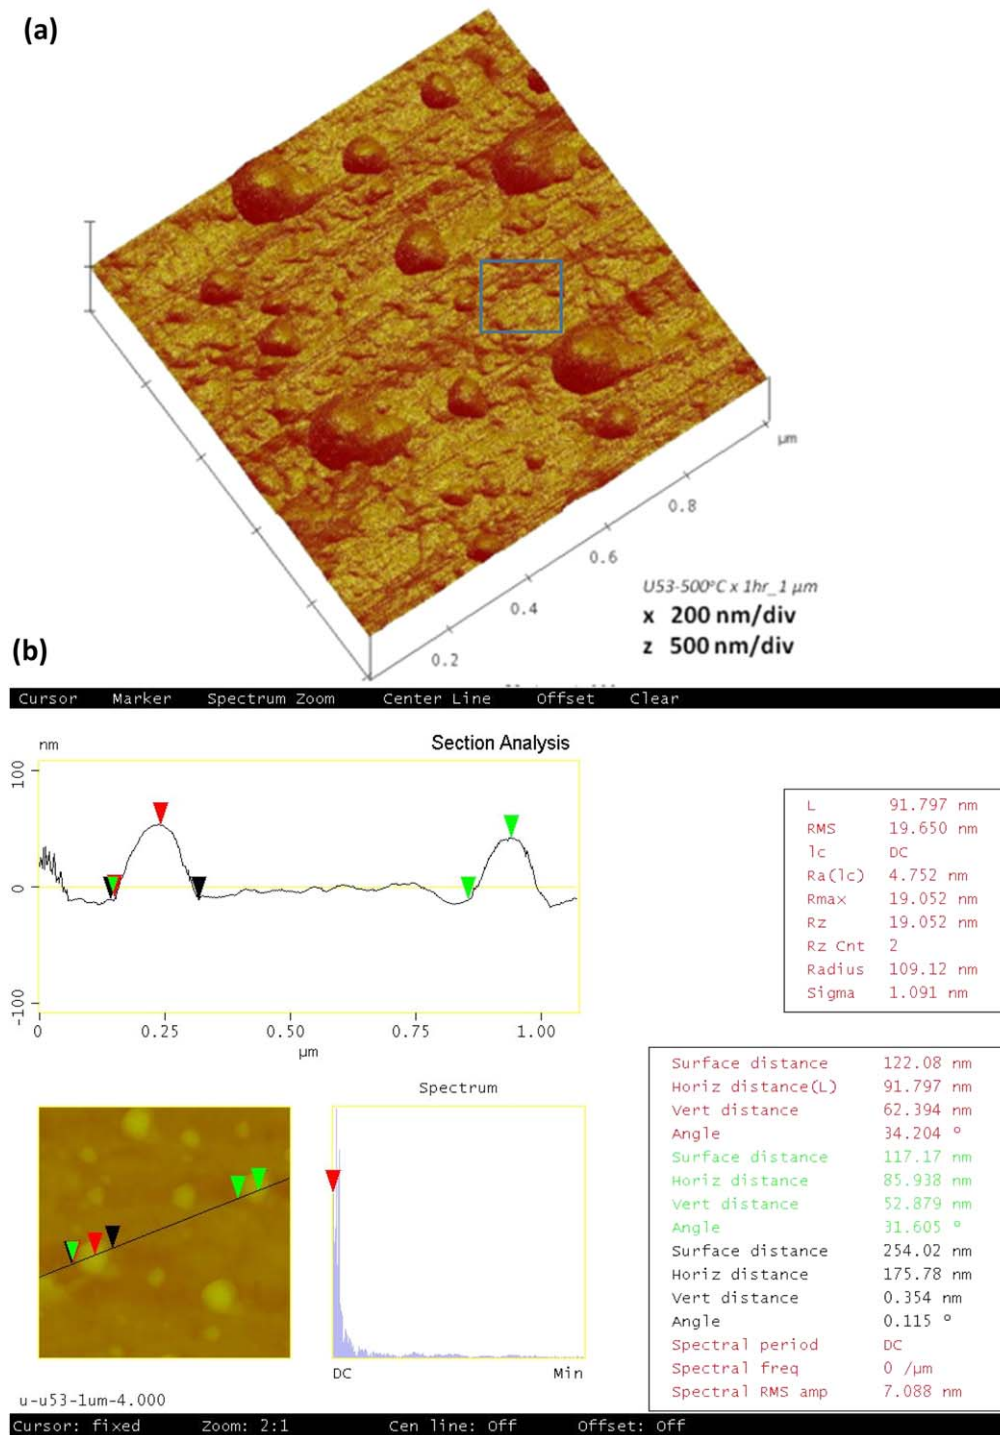 (a)
µm
0.8
0.6
0.4
0.2
U53-500°C x 1hr_1 µm
x 200 nm/div
z 500 nm/div
(b)
Cursor Marker Spectrum Zoom Center Line Offset Clear
nm
Section Analysis
100
0
-100
0 0.25 0.50 0.75 1.00
µm
L 91.797 nm
RMS 19.650 nm
lc DC
Ra(lc) 4.752 nm
Rmax 19.052 nm
Rz 19.052 nm
Rz Cnt 2
Radius 109.12 nm
Sigma 1.091 nm
Spectrum
DC Min
Surface distance 122.08 nm
Horiz distance(L) 91.797 nm
Vert distance 62.394 nm
Angle 34.204 °
Surface distance 117.17 nm
Horiz distance 85.938 nm
Vert distance 52.879 nm
Angle 31.605 °
Surface distance 254.02 nm
Horiz distance 175.78 nm
Vert distance 0.354 nm
Angle 0.115 °
Spectral period DC
Spectral freq 0 /µm
Spectral RMS amp 7.088 nm
u-u53-1um-4.000
Cursor: fixed Zoom: 2:1 Cen line: Off Offset: Off